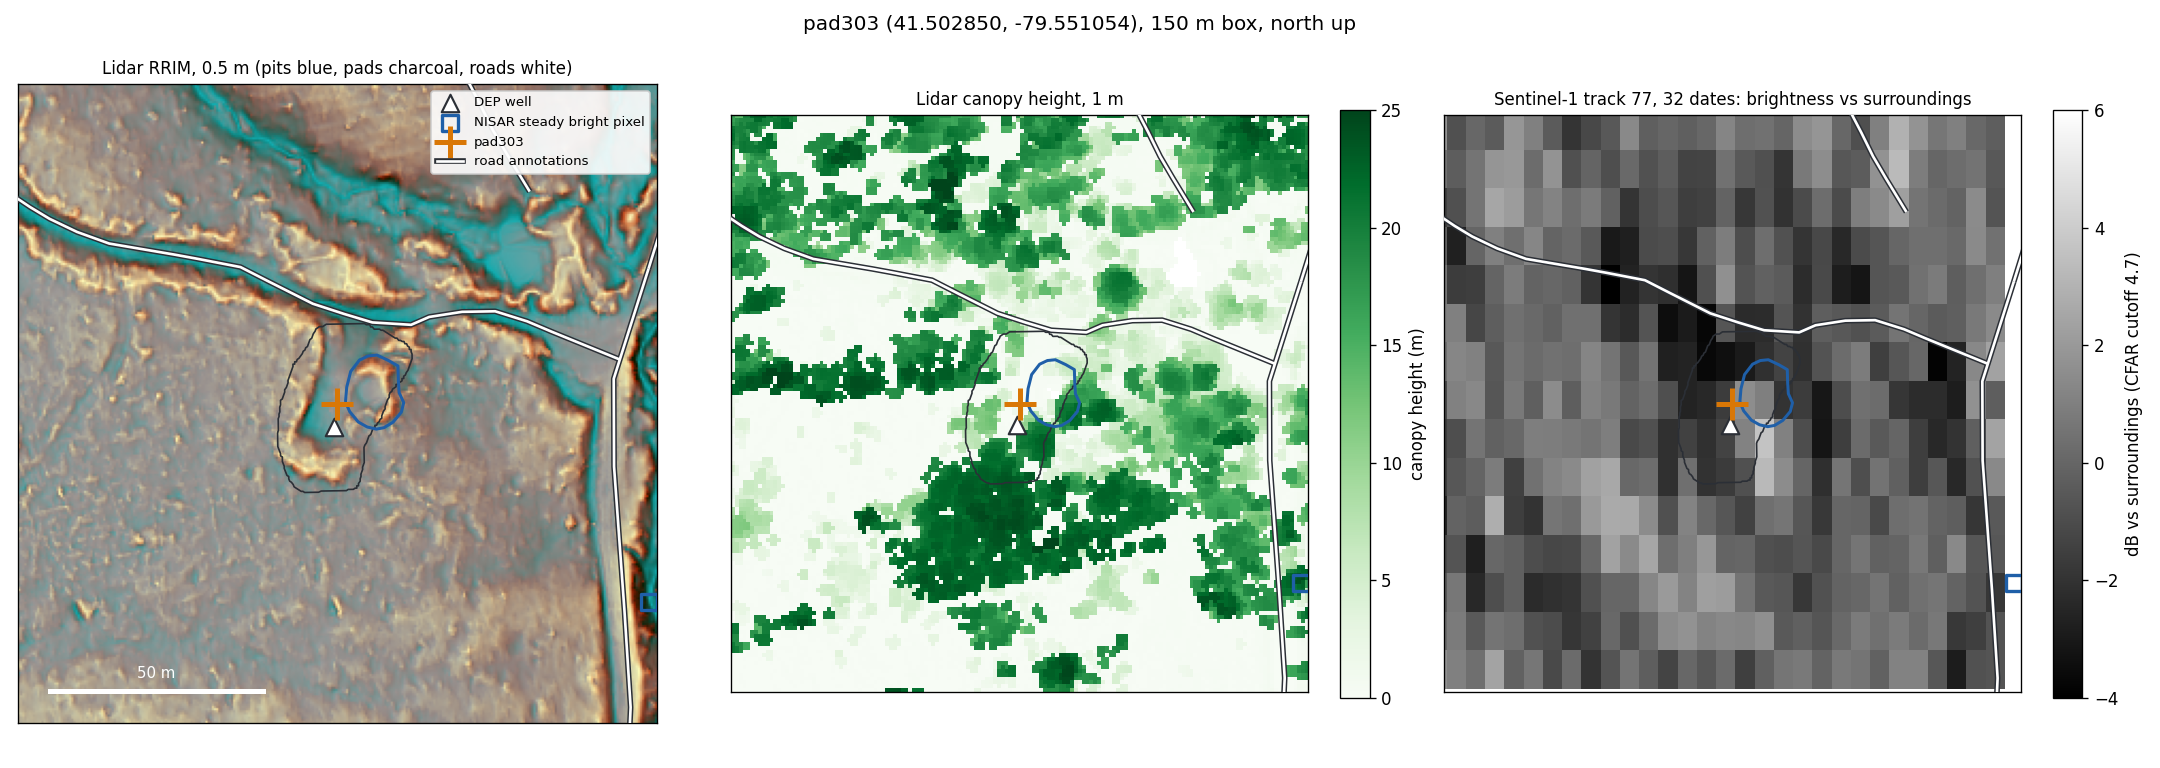 pad303 (41.502850, -79.551054), 150 m box, north up
Lidar RRIM, 0.5 m (pits blue, pads charcoal, roads white)
DEP well
NISAR steady bright pixel
pad303
road annotations
50 m
Lidar canopy height, 1 m
25
20
15
10
5
0
canopy height (m)
Sentinel-1 track 77, 32 dates: brightness vs surroundings
6
4
2
0
−2
−4
dB vs surroundings (CFAR cutoff 4.7)